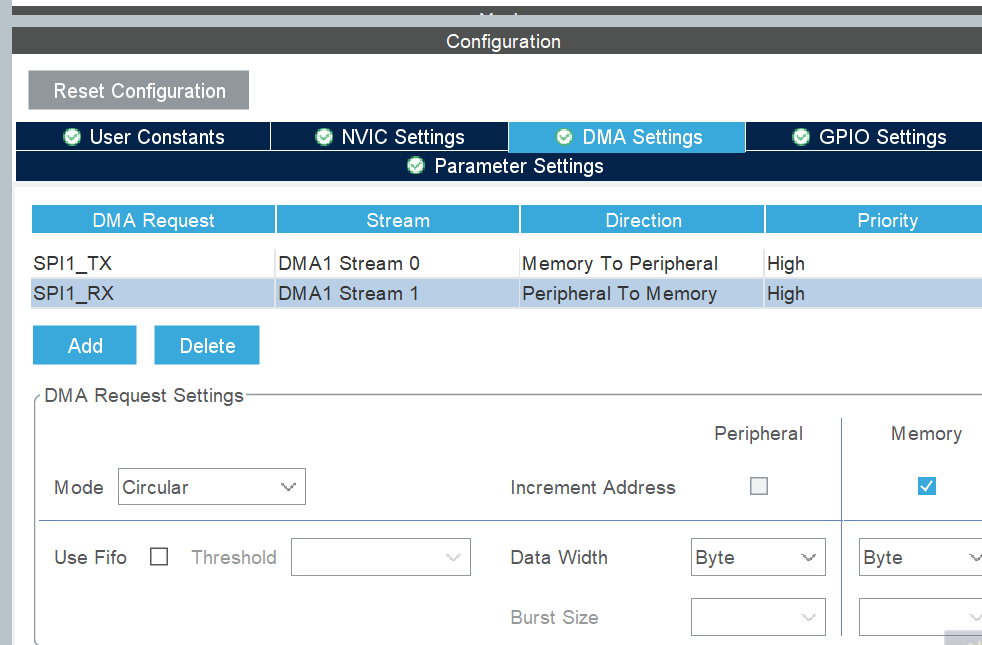 Configuration
Reset Configuration
User Constants NVIC Settings DMA Settings GPIO Settings
Parameter Settings
DMA Request Stream Direction Priority
SPI1_TX DMA1 Stream 0 Memory To Peripheral High
SPI1_RX DMA1 Stream 1 Peripheral To Memory High
Add Delete
DMA Request Settings
Peripheral Memory
Mode Circular Increment Address
Use Fifo Threshold Data Width Byte Byte
Burst Size